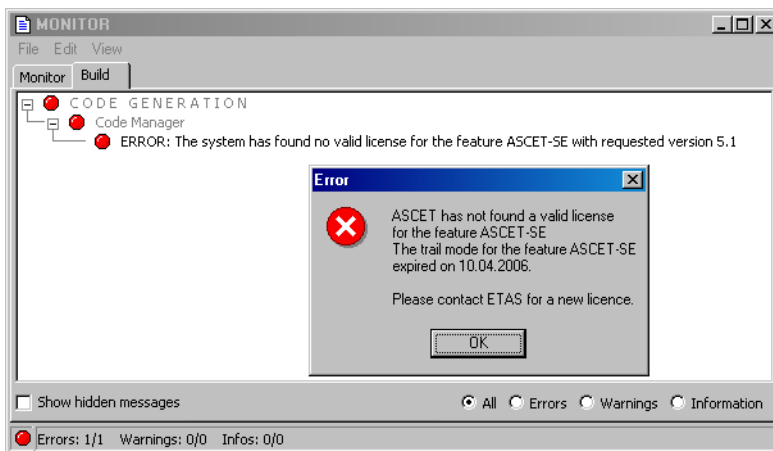 MONITOR
File Edit View
Monitor Build
CODE GENERATION
Code Manager
ERROR: The system has found no valid license for the feature ASCET-SE with requested version 5.1
Error
ASCET has not found a valid license
for the feature ASCET-SE
The trail mode for the feature ASCET-SE
expired on 10.04.2006.
Please contact ETAS for a new licence.
OK
Show hidden messages All Errors Warnings Information
Errors: 1/1 Warnings: 0/0 Infos: 0/0